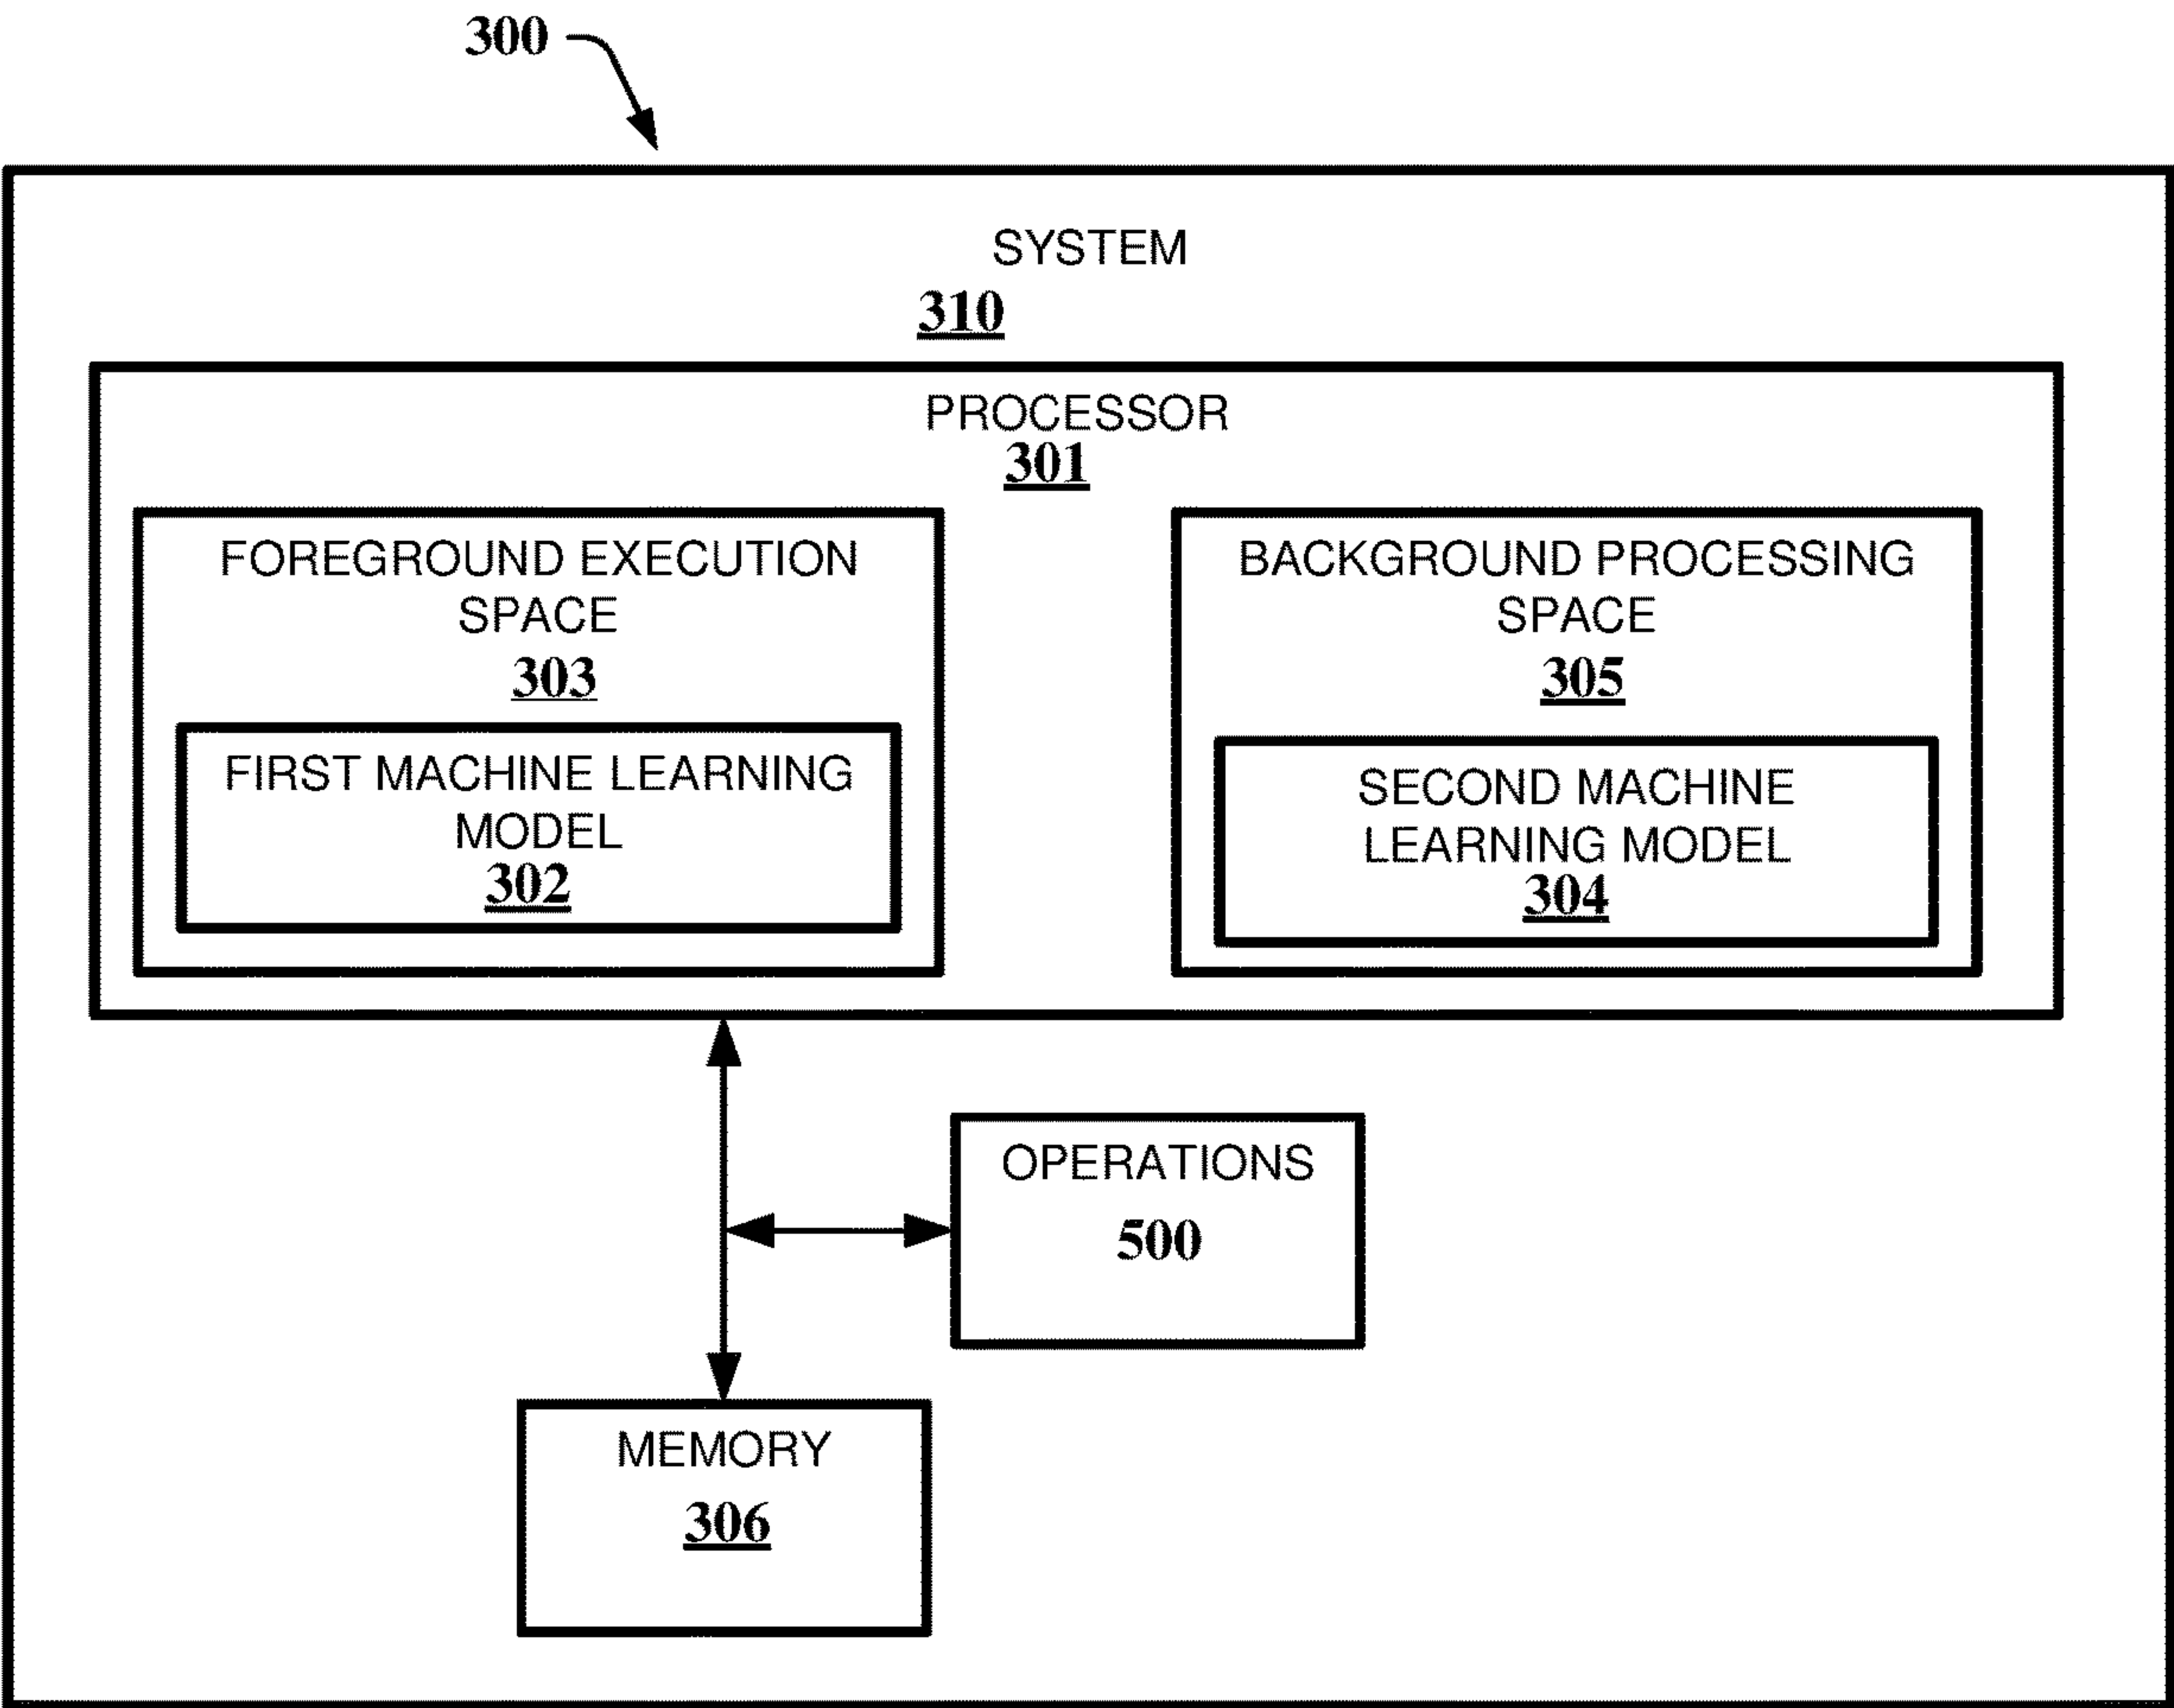 300
SYSTEM
310
PROCESSOR
301
FOREGROUND EXECUTION
SPACE
303
FIRST MACHINE LEARNING
MODEL
302
BACKGROUND PROCESSING
SPACE
305
SECOND MACHINE
LEARNING MODEL
304
OPERATIONS
500
MEMORY
306